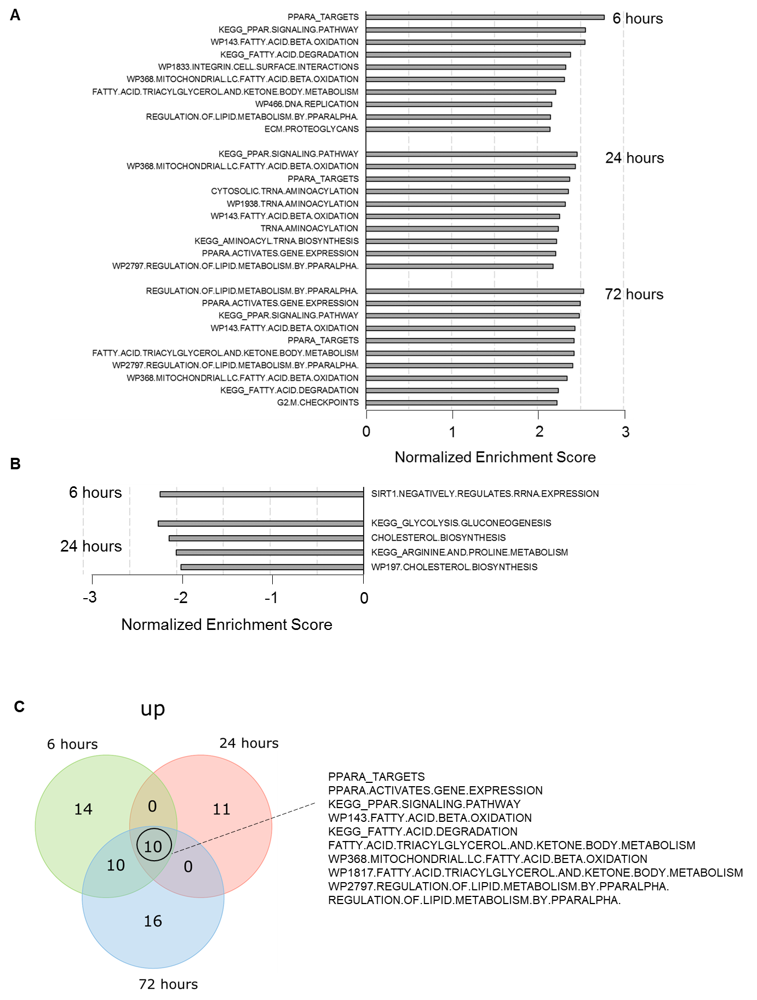 A
PPARA_TARGETS
6 hours
KEGG_PPAR.SIGNALING.PATHWAY
WP143.FATTY.ACID.BETA.OXIDATION
KEGG_FATTY.ACID.DEGRADATION
WP1833.INTEGRIN.CELL.SURFACE.INTERACTIONS
WP368.MITOCHONDRIAL.LC.FATTY.ACID.BETA.OXIDATION
FATTY.ACID.TRIACYLGLYCEROL.AND.KETONE.BODY.METABOLISM
WP466.DNA.REPLICATION
REGULATION.OF.LIPID.METABOLISM.BY.PPARALPHA.
ECM.PROTEOGLYCANS
KEGG_PPAR.SIGNALING.PATHWAY
24 hours
WP368.MITOCHONDRIAL.LC.FATTY.ACID.BETA.OXIDATION
PPARA_TARGETS
CYTOSOLIC.TRNA.AMINOACYLATION
WP1938.TRNA.AMINOACYLATION
WP143.FATTY.ACID.BETA.OXIDATION
TRNA.AMINOACYLATION
KEGG_AMINOACYL.TRNA.BIOSYNTHESIS
PPARA.ACTIVATES.GENE.EXPRESSION
WP2797.REGULATION.OF.LIPID.METABOLISM.BY.PPARALPHA.
REGULATION.OF.LIPID.METABOLISM.BY.PPARALPHA.
72 hours
PPARA.ACTIVATES.GENE.EXPRESSION
KEGG_PPAR.SIGNALING.PATHWAY
WP143.FATTY.ACID.BETA.OXIDATION
PPARA_TARGETS
FATTY.ACID.TRIACYLGLYCEROL.AND.KETONE.BODY.METABOLISM
WP2797.REGULATION.OF.LIPID.METABOLISM.BY.PPARALPHA.
WP368.MITOCHONDRIAL.LC.FATTY.ACID.BETA.OXIDATION
KEGG_FATTY.ACID.DEGRADATION
G2.M.CHECKPOINTS
0 1 2 3
Normalized Enrichment Score
B
6 hours
SIRT1.NEGATIVELY.REGULATES.RRNA.EXPRESSION
KEGG_GLYCOLYSIS.GLUCONEOGENESIS
CHOLESTEROL.BIOSYNTHESIS
24 hours
KEGG_ARGININE.AND.PROLINE.METABOLISM
WP197.CHOLESTEROL.BIOSYNTHESIS
-3 -2 -1 0
Normalized Enrichment Score
C
up
6 hours
24 hours
14
0
11
10
10
0
16
72 hours
PPARA_TARGETS
PPARA.ACTIVATES.GENE.EXPRESSION
KEGG_PPAR.SIGNALING.PATHWAY
WP143.FATTY.ACID.BETA.OXIDATION
KEGG_FATTY.ACID.DEGRADATION
FATTY.ACID.TRIACYLGLYCEROL.AND.KETONE.BODY.METABOLISM
WP368.MITOCHONDRIAL.LC.FATTY.ACID.BETA.OXIDATION
WP1817.FATTY.ACID.TRIACYLGLYCEROL.AND.KETONE.BODY.METABOLISM
WP2797.REGULATION.OF.LIPID.METABOLISM.BY.PPARALPHA.
REGULATION.OF.LIPID.METABOLISM.BY.PPARALPHA.